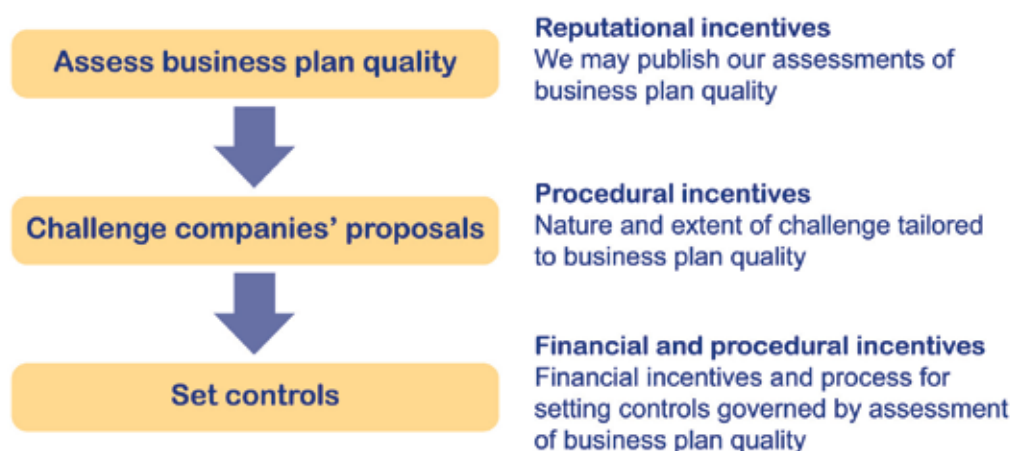 Assess business plan quality
Reputational incentives
We may publish our assessments of
business plan quality
Challenge companies' proposals
Procedural incentives
Nature and extent of challenge tailored
to business plan quality
Set controls
Financial and procedural incentives
Financial incentives and process for
setting controls governed by assessment
of business plan quality